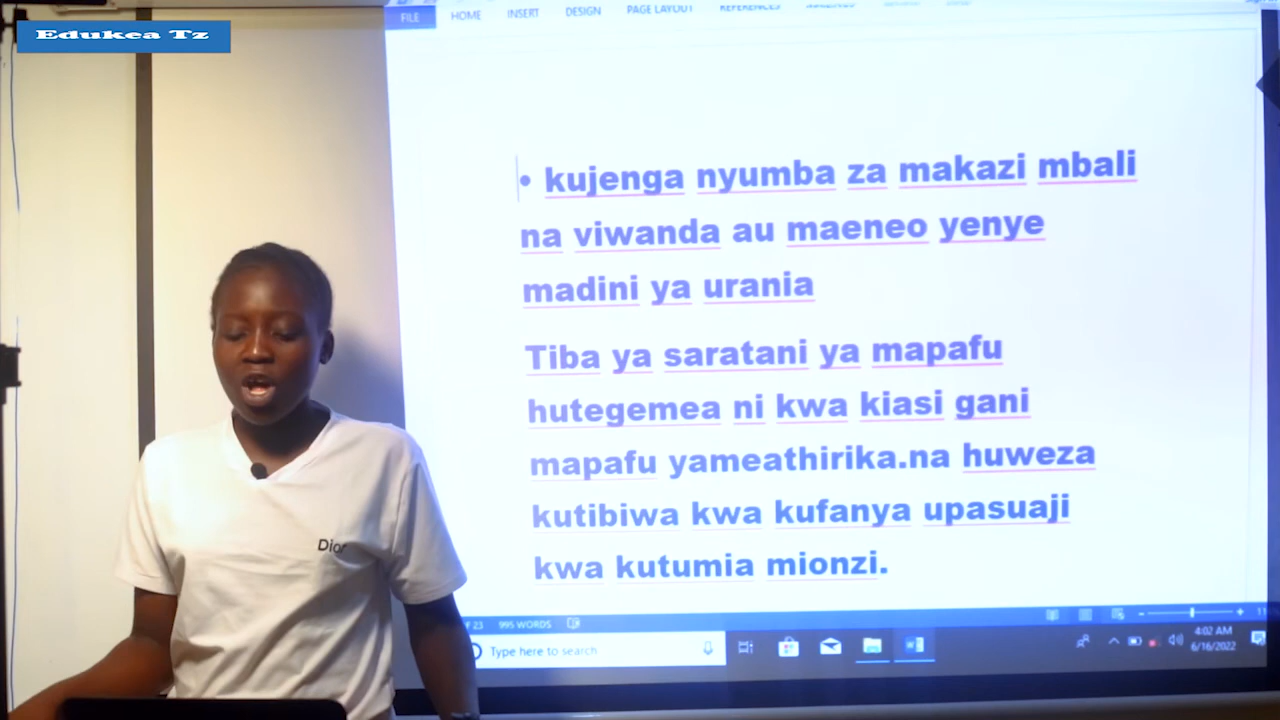 Edukea Tz
FILE HOME INSERT DESIGN PAGE LAYOUT REFERENCES
• kujenga nyumba za makazi mbali
na viwanda au maeneo yenye
madini ya urania
Tiba ya saratani ya mapafu
hutegemea ni kwa kiasi gani
mapafu yameathirika.na huweza
kutibiwa kwa kufanya upasuaji
kwa kutumia mionzi.
Dior
23 995 WORDS
Type here to search
4:02 AM
6/16/2022